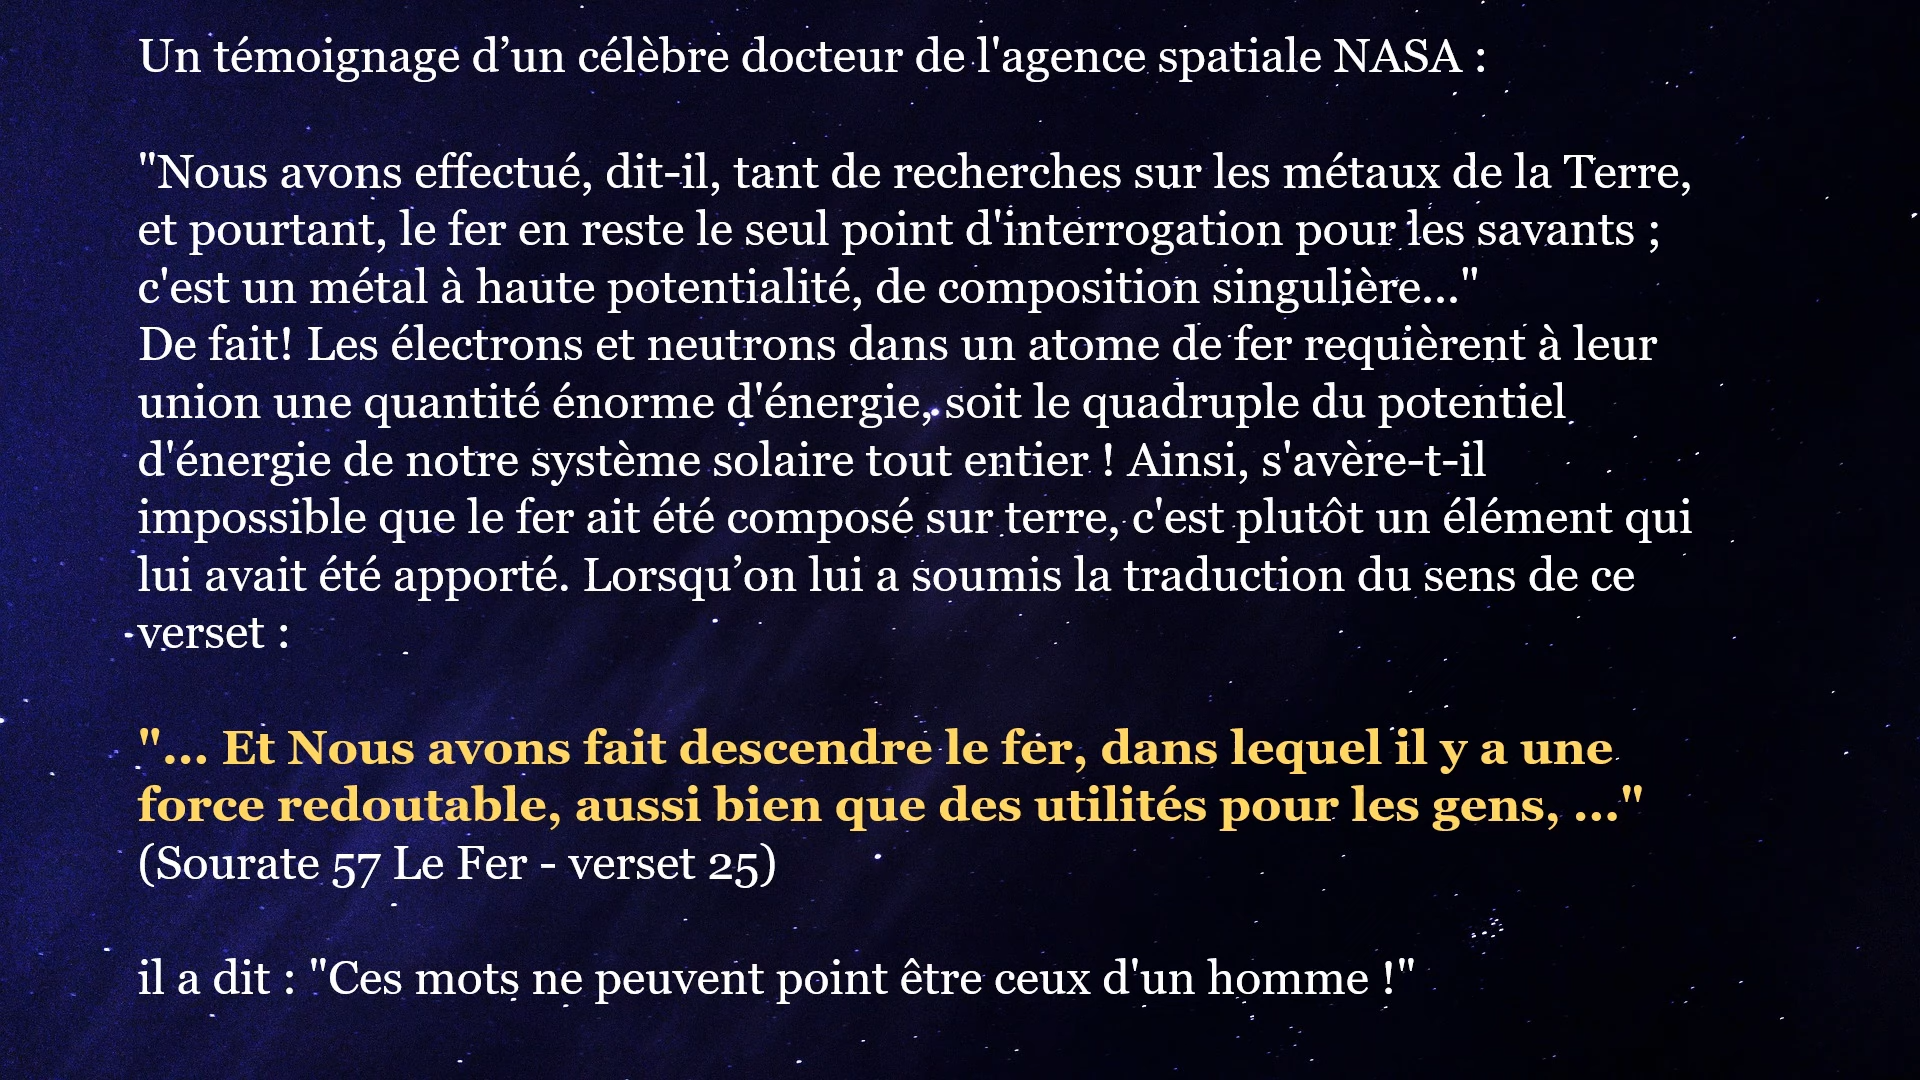 Un témoignage d’un célèbre docteur de l'agence spatiale NASA :
"Nous avons effectué, dit-il, tant de recherches sur les métaux de la Terre,
et pourtant, le fer en reste le seul point d'interrogation pour les savants ;
c'est un métal à haute potentialité, de composition singulière..."
De fait! Les électrons et neutrons dans un atome de fer requièrent à leur
union une quantité énorme d'énergie, soit le quadruple du potentiel
d'énergie de notre système solaire tout entier ! Ainsi, s'avère-t-il
impossible que le fer ait été composé sur terre, c'est plutôt un élément qui
lui avait été apporté. Lorsqu’on lui a soumis la traduction du sens de ce
verset :
"... Et Nous avons fait descendre le fer, dans lequel il y a une
force redoutable, aussi bien que des utilités pour les gens, ..."
(Sourate 57 Le Fer - verset 25)
il a dit : "Ces mots ne peuvent point être ceux d'un homme !"